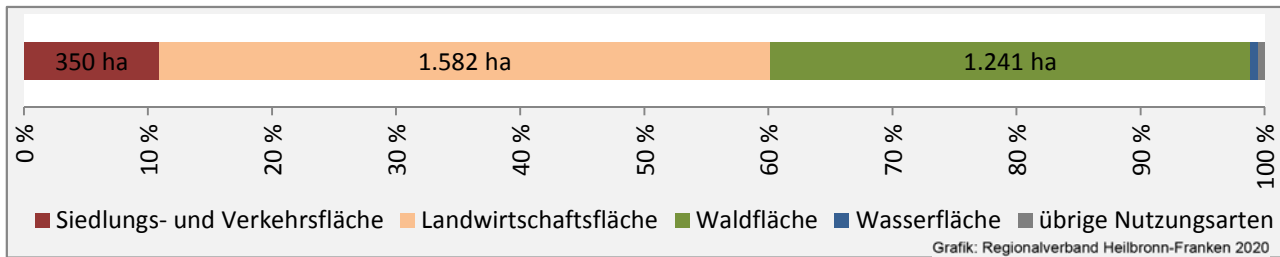 350 ha 1.582 ha 1.241 ha
0 % 10 % 20 % 30 % 40 % 50 % 60 % 70 % 80 % 90 % 100 %
Siedlungs- und Verkehrsfläche Landwirtschaftsfläche Waldfläche Wasserfläche übrige Nutzungsarten
Grafik: Regionalverband Heilbronn-Franken 2020